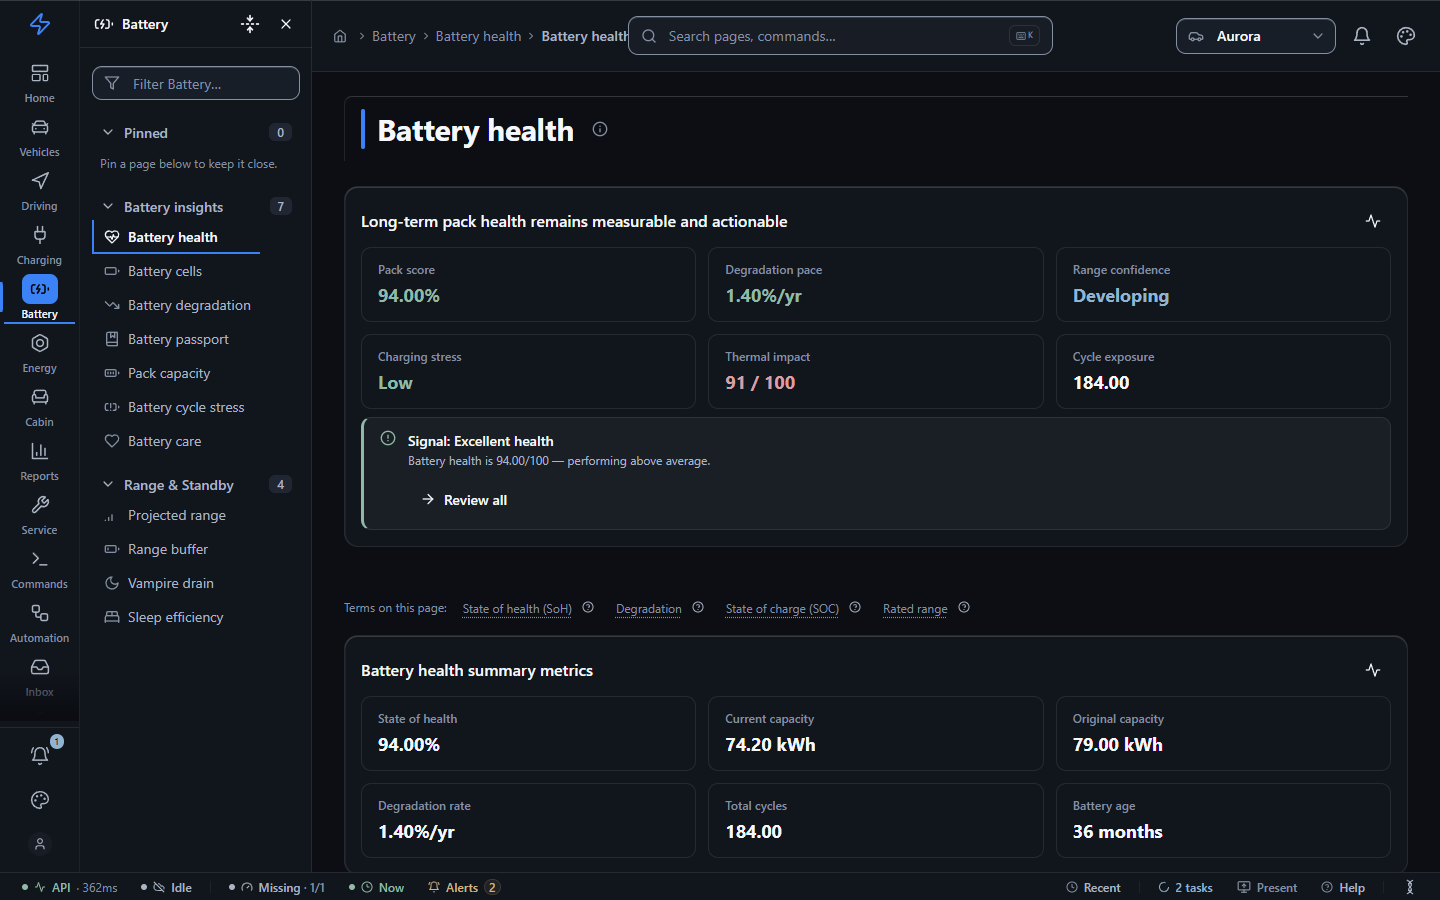 Battery
Home
Vehicles
Driving
Charging
Battery
Energy
Cabin
Reports
Service
Commands
Automation
Inbox
1
Filter Battery...
Pinned 0
Pin a page below to keep it close.
Battery insights 7
Battery health
Battery cells
Battery degradation
Battery passport
Pack capacity
Battery cycle stress
Battery care
Range & Standby 4
Projected range
Range buffer
Vampire drain
Sleep efficiency
Battery Battery health Battery health
Search pages, commands... K
Aurora
Battery health
Long-term pack health remains measurable and actionable
Pack score
94.00%
Degradation pace
1.40%/yr
Range confidence
Developing
Charging stress
Low
Thermal impact
91 / 100
Cycle exposure
184.00
Signal: Excellent health
Battery health is 94.00/100 — performing above average.
Review all
Terms on this page: State of health (SoH) Degradation State of charge (SOC) Rated range
Battery health summary metrics
State of health
94.00%
Current capacity
74.20 kWh
Original capacity
79.00 kWh
Degradation rate
1.40%/yr
Total cycles
184.00
Battery age
36 months
API · 362ms Idle Missing · 1/1 Now Alerts 2 Recent 2 tasks Present Help